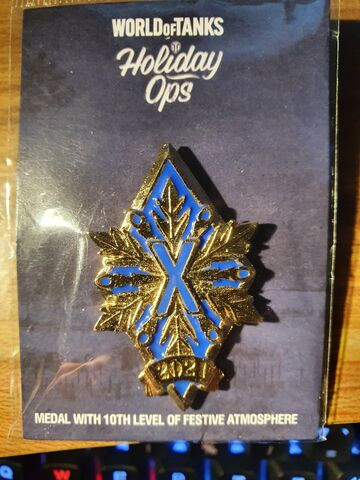 WORLD OF TANKS
Holiday
Ops
X
2021
MEDAL WITH 10TH LEVEL OF FESTIVE ATMOSPHERE